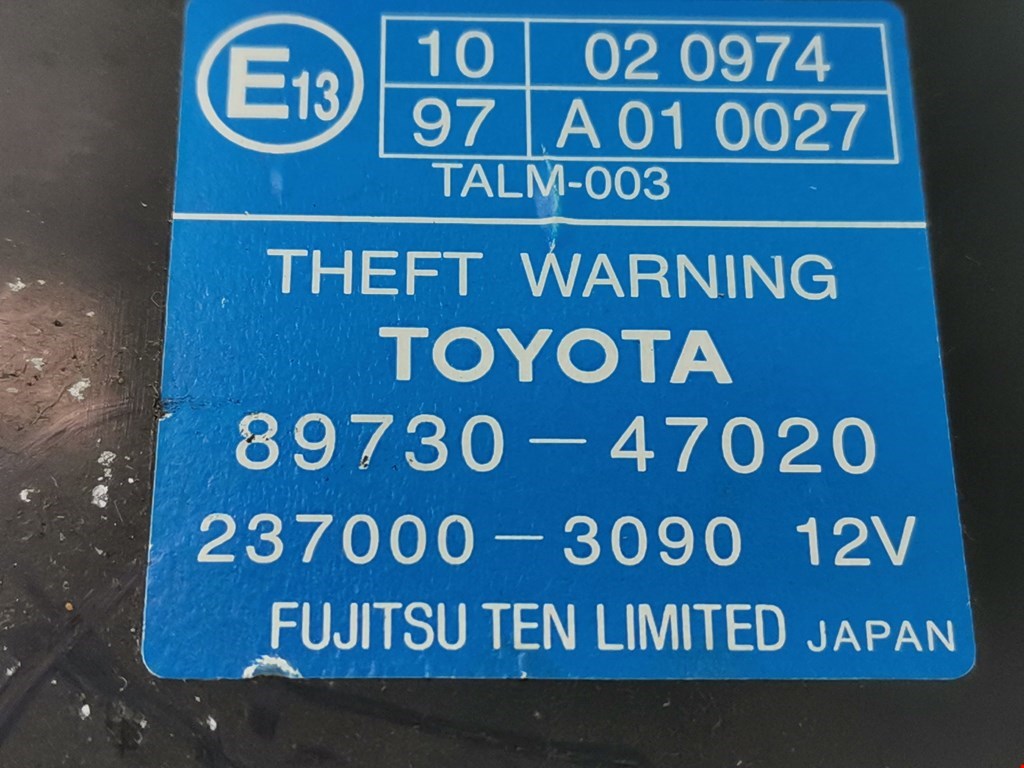 E13
10 02 0974
97 A 01 0027
TALM-003
THEFT WARNING
TOYOTA
89730-47020
237000-3090 12V
FUJITSU TEN LIMITED JAPAN